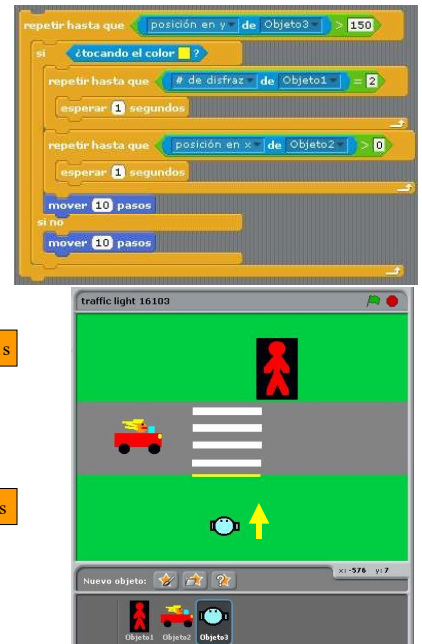 repetir hasta que posición en y de Objeto3 > 150
si ¿tocando el color ?
repetir hasta que # de disfraz de Objeto1 = 2
esperar 1 segundos
repetir hasta que posición en x de Objeto2 > 0
esperar 1 segundos
mover 10 pasos
si no
mover 10 pasos
traffic light 16103
s
s
x: -576 y: 7
Nuevo objeto:
Objeto1 Objeto2 Objeto3